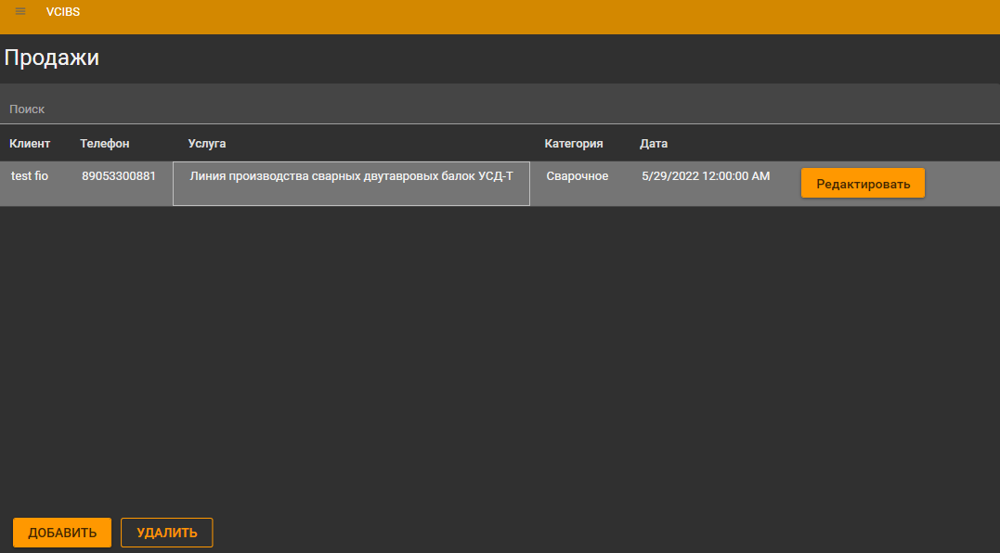 VCIBS
Продажи
Поиск
Клиент Телефон Услуга Категория Дата
test fio 89053300881 Линия производства сварных двутавровых балок УСД-Т Сварочное 5/29/2022 12:00:00 AM Редактировать
ДОБАВИТЬ УДАЛИТЬ